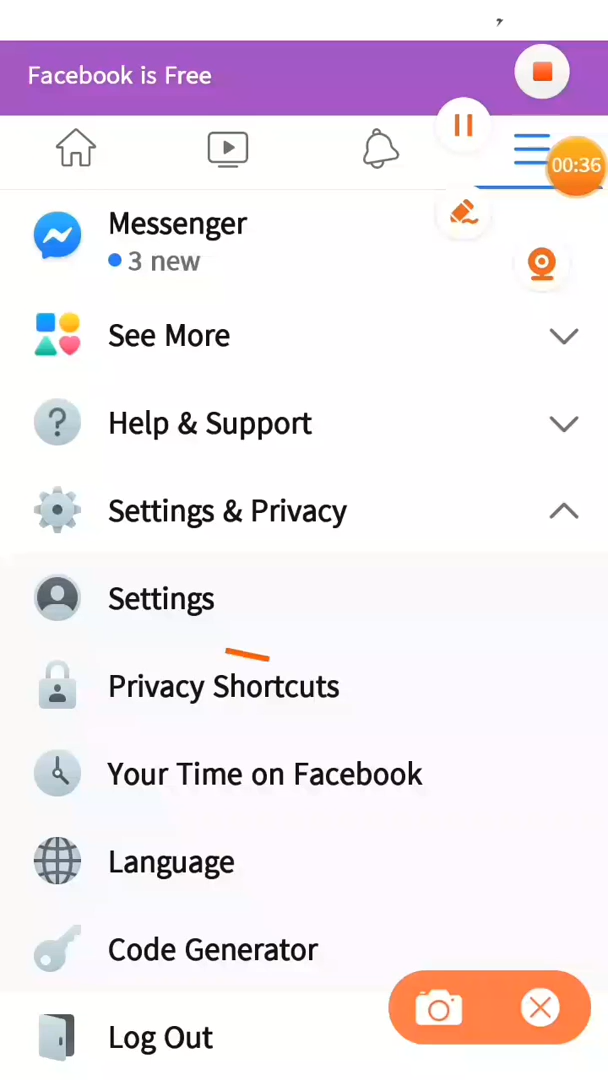 Facebook is Free
00:36
Messenger
3 new
See More
Help & Support
Settings & Privacy
Settings
Privacy Shortcuts
Your Time on Facebook
Language
Code Generator
Log Out